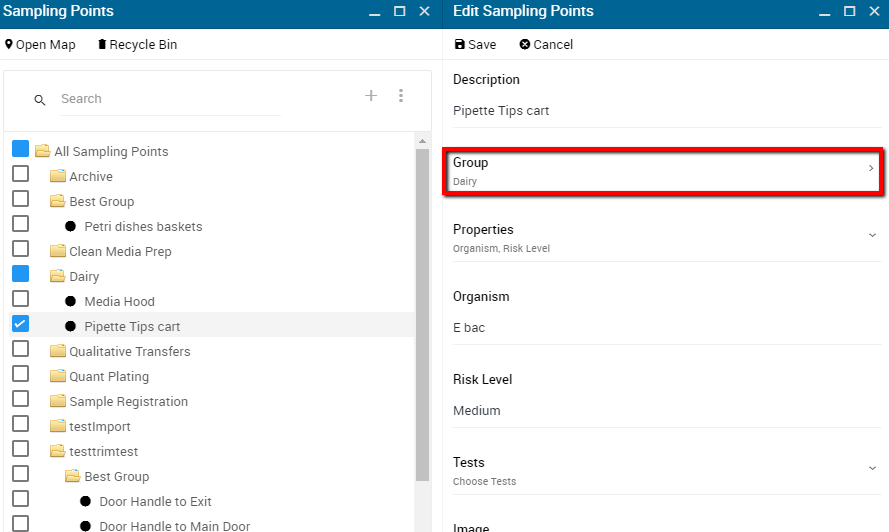 Sampling Points
Open Map
Recycle Bin
Search
All Sampling Points
Archive
Best Group
Petri dishes baskets
Clean Media Prep
Dairy
Media Hood
Pipette Tips cart
Qualitative Transfers
Quant Plating
Sample Registration
testImport
testtrimtest
Best Group
Door Handle to Exit
Door Handle to Main Door
Edit Sampling Points
Save
Cancel
Description
Pipette Tips cart
Group
Dairy
Properties
Organism, Risk Level
Organism
E bac
Risk Level
Medium
Tests
Choose Tests
Image